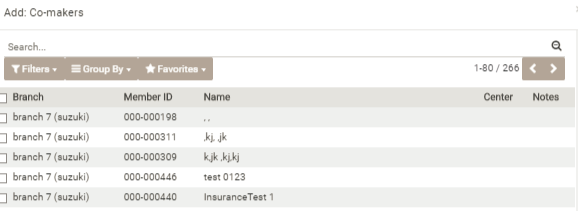 Add: Co-makers
Search...
Filters Group By Favorites 1-80 / 266
Branch Member ID Name Center Notes
branch 7 (suzuki) 000-000198 , ,
branch 7 (suzuki) 000-000311 ,kj, ,jk
branch 7 (suzuki) 000-000309 k,jk ,kj,kj
branch 7 (suzuki) 000-000446 test 0123
branch 7 (suzuki) 000-000440 InsuranceTest 1